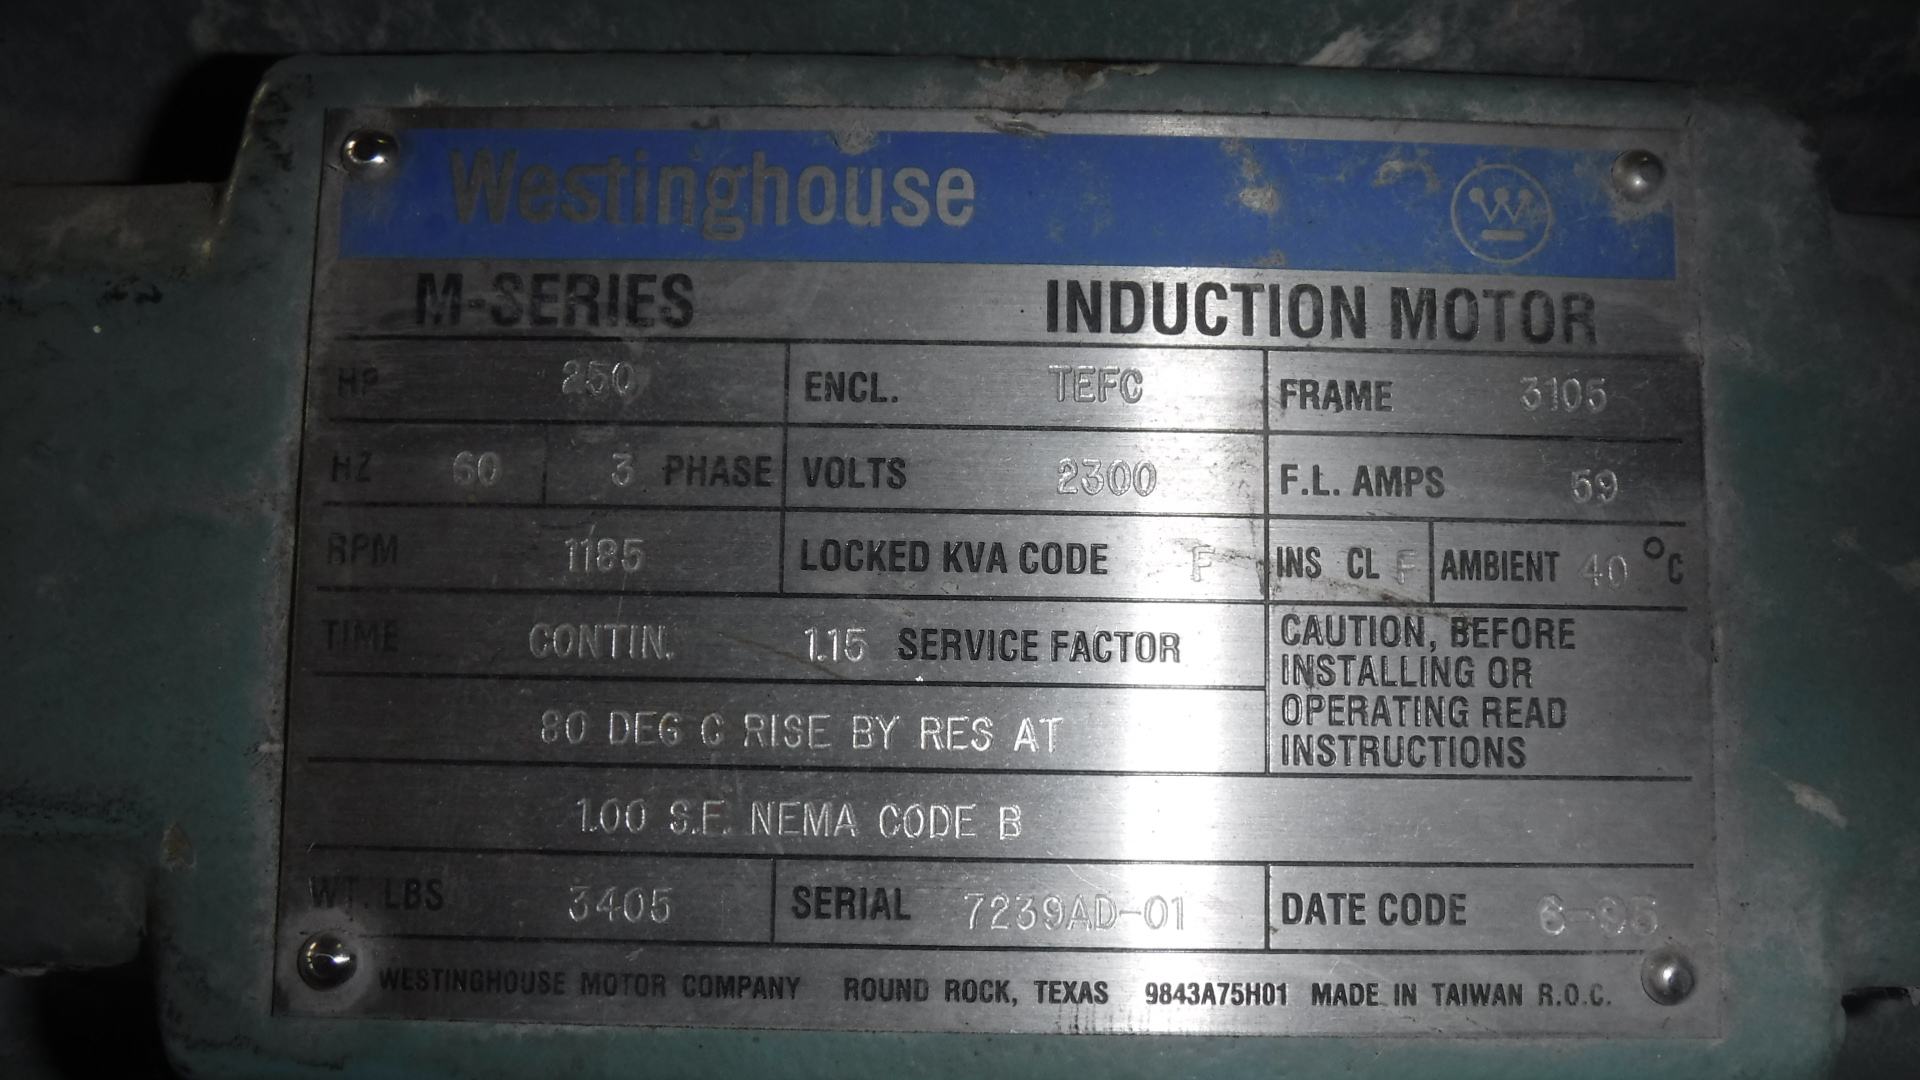 Westinghouse
M-SERIES INDUCTION MOTOR
HP 250 ENCL. TEFC FRAME 3105
HZ 60 3 PHASE VOLTS 2300 F.L. AMPS 59
RPM 1185 LOCKED KVA CODE F INS CL F AMBIENT 40 °C
TIME CONTIN. 1.15 SERVICE FACTOR
CAUTION, BEFORE
INSTALLING OR
OPERATING READ
INSTRUCTIONS
80 DEG C RISE BY RES AT
1.00 S.F. NEMA CODE B
WT. LBS 3405 SERIAL 7239AD-01 DATE CODE 6-95
WESTINGHOUSE MOTOR COMPANY ROUND ROCK, TEXAS 9843A75H01 MADE IN TAIWAN R.O.C.